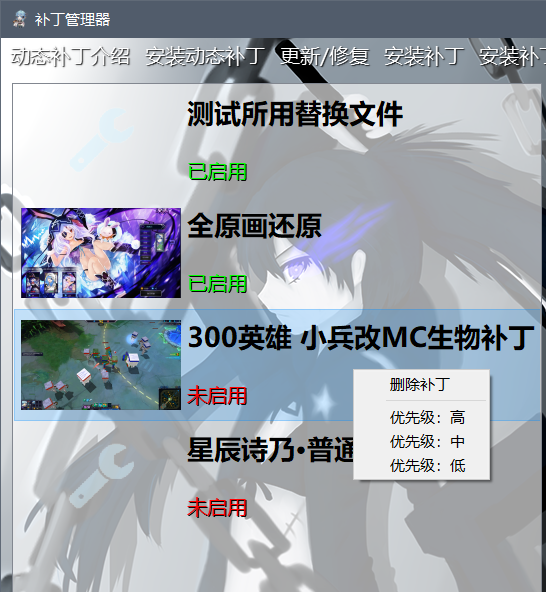 补丁管理器
动态补丁介绍 安装动态补丁 更新/修复 安装补丁 安装补丁
测试所用替换文件
已启用
全原画还原
已启用
300英雄 小兵改MC生物补丁
未启用
删除补丁
优先级：高
优先级：中
优先级：低
星辰诗乃·普通
未启用